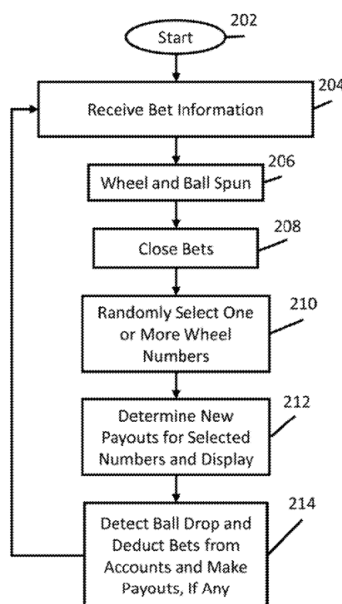 202
Start
204
Receive Bet Information
206
Wheel and Ball Spun
208
Close Bets
210
Randomly Select One
or More Wheel
Numbers
212
Determine New
Payouts for Selected
Numbers and Display
214
Detect Ball Drop and
Deduct Bets from
Accounts and Make
Payouts, If Any